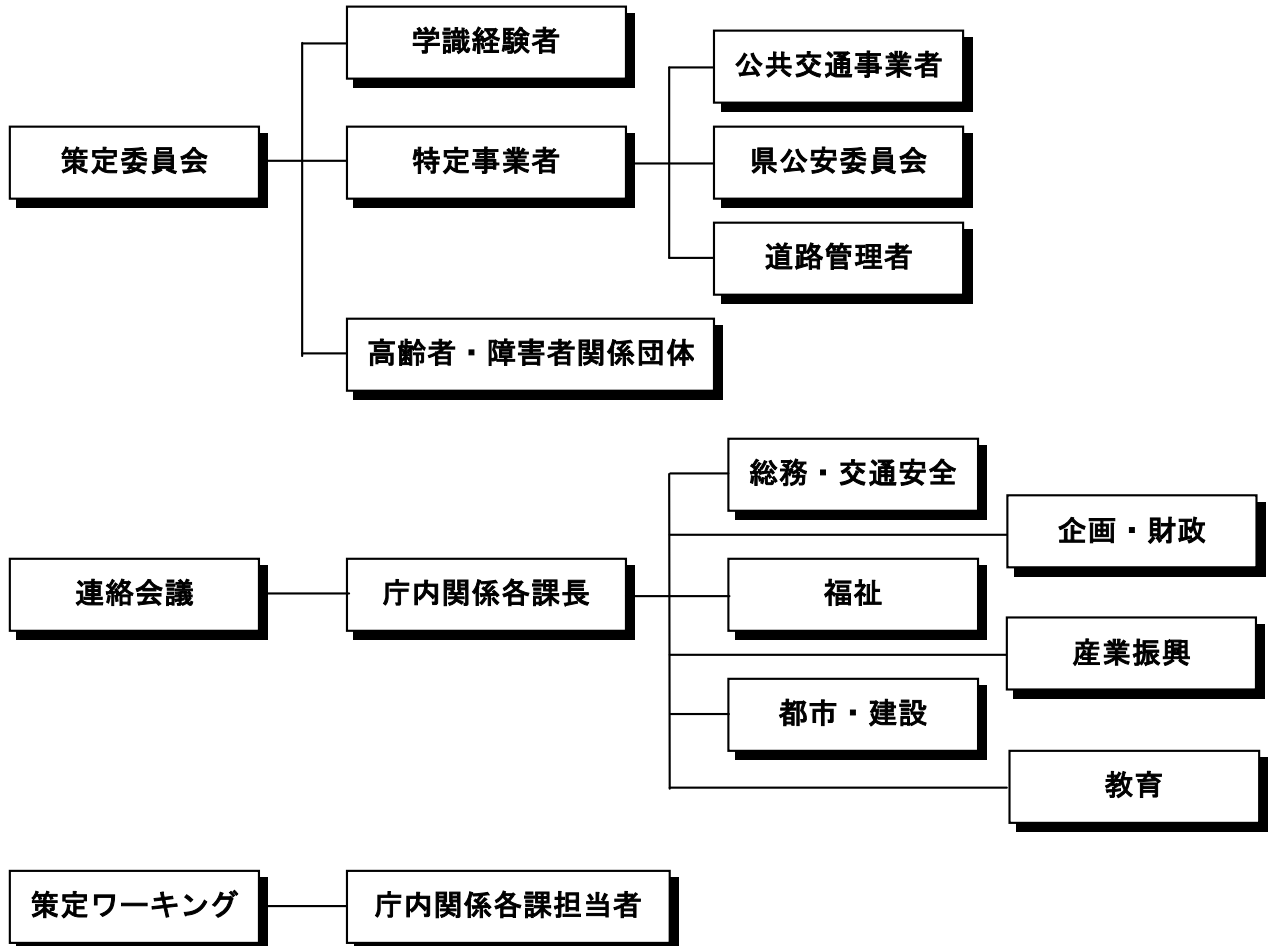 学識経験者
公共交通事業者
策定委員会
特定事業者
県公安委員会
道路管理者
高齢者・障害者関係団体
総務・交通安全
企画・財政
連絡会議
庁内関係各課長
福祉
産業振興
都市・建設
教育
策定ワーキング
庁内関係各課担当者